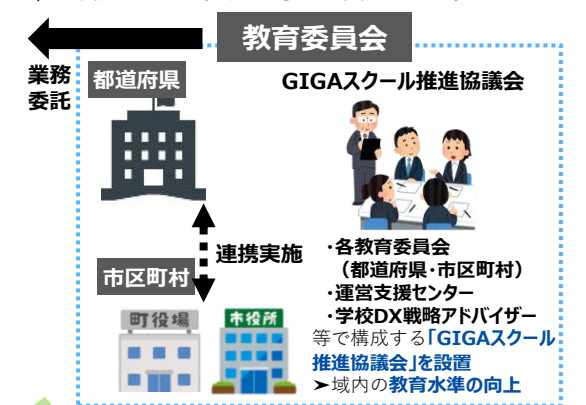 教育委員会
業務
委託
都道府県
GIGAスクール推進協議会
連携実施
市区町村
町役場
市役所
・各教育委員会
（都道府県・市区町村）
・運営支援センター
・学校DX戦略アドバイザー
等で構成する「GIGAスクール
推進協議会」を設置
➤域内の教育水準の向上